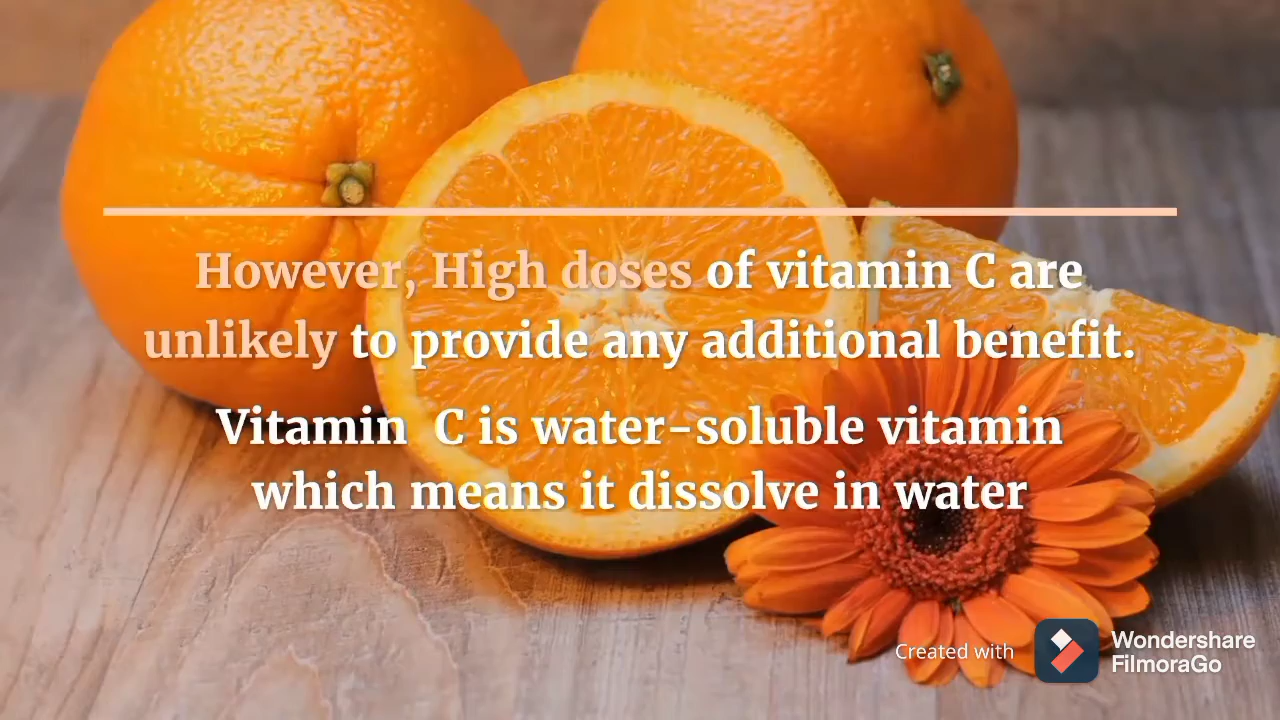 However, High doses of vitamin C are
unlikely to provide any additional benefit.
Vitamin  C is water-soluble vitamin
which means it dissolve in water
Created with
Wondershare
FilmoraGo